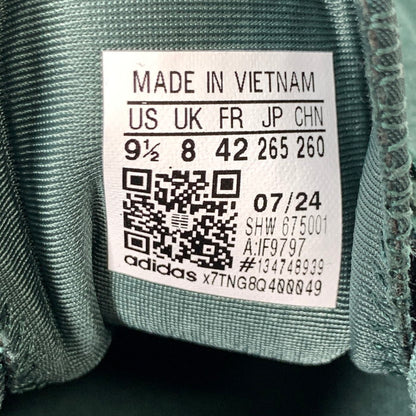 MADE IN VIETNAM
US UK FR JP CHN
9½ 8 42 265 260
07/24
SHW 675001
A:IF9797
#134748939
adidas x7TNG8Q400049